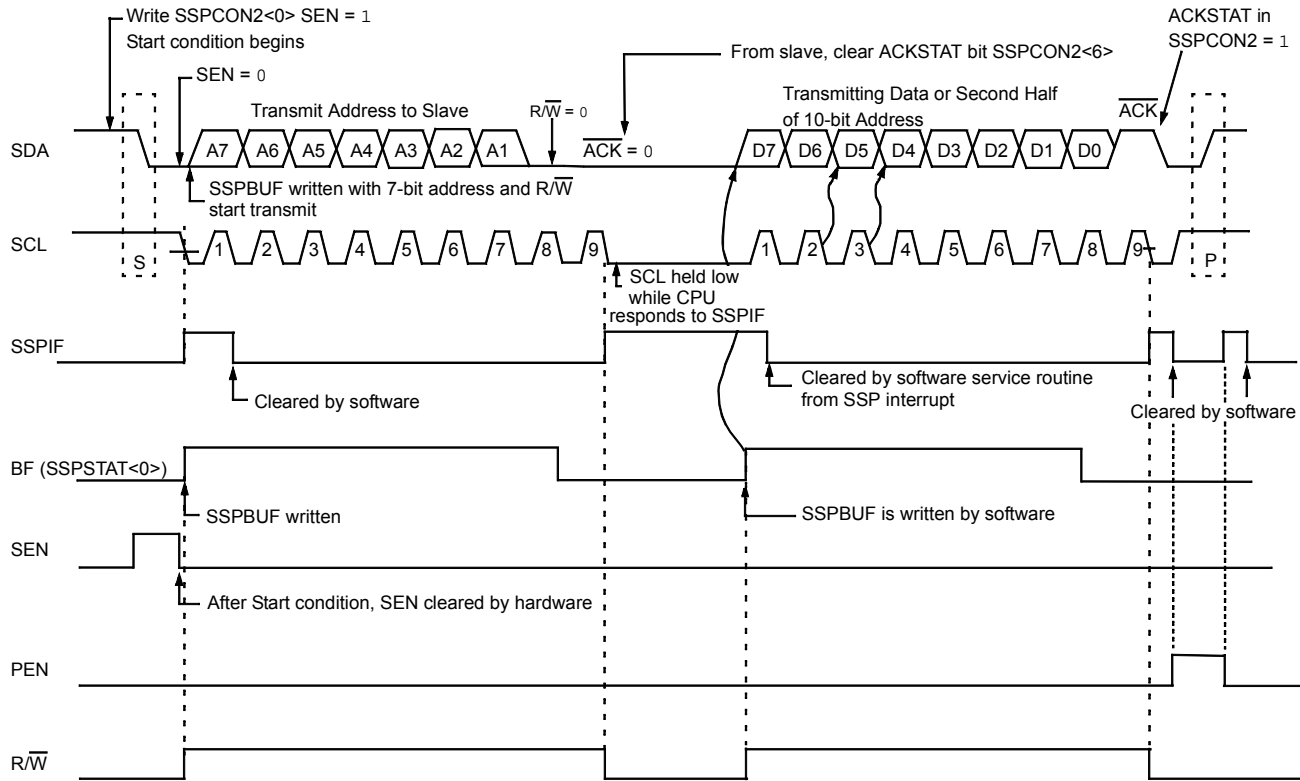 Write SSPCON2<0> SEN = 1
Start condition begins
ACKSTAT in
SSPCON2 = 1
From slave, clear ACKSTAT bit SSPCON2<6>
SEN = 0
Transmit Address to Slave
R/W̅ = 0
Transmitting Data or Second Half
of 10-bit Address
A̅C̅K̅
SDA
A7 A6 A5 A4 A3 A2 A1
A̅C̅K̅ = 0
D7 D6 D5 D4 D3 D2 D1 D0
SSPBUF written with 7-bit address and R/W̅
start transmit
SCL
S
1 2 3 4 5 6 7 8 9
1 2 3 4 5 6 7 8 9
P
SCL held low
while CPU
responds to SSPIF
SSPIF
Cleared by software
Cleared by software service routine
from SSP interrupt
Cleared by software
BF (SSPSTAT<0>)
SSPBUF written
SSPBUF is written by software
SEN
After Start condition, SEN cleared by hardware
PEN
R/W̅